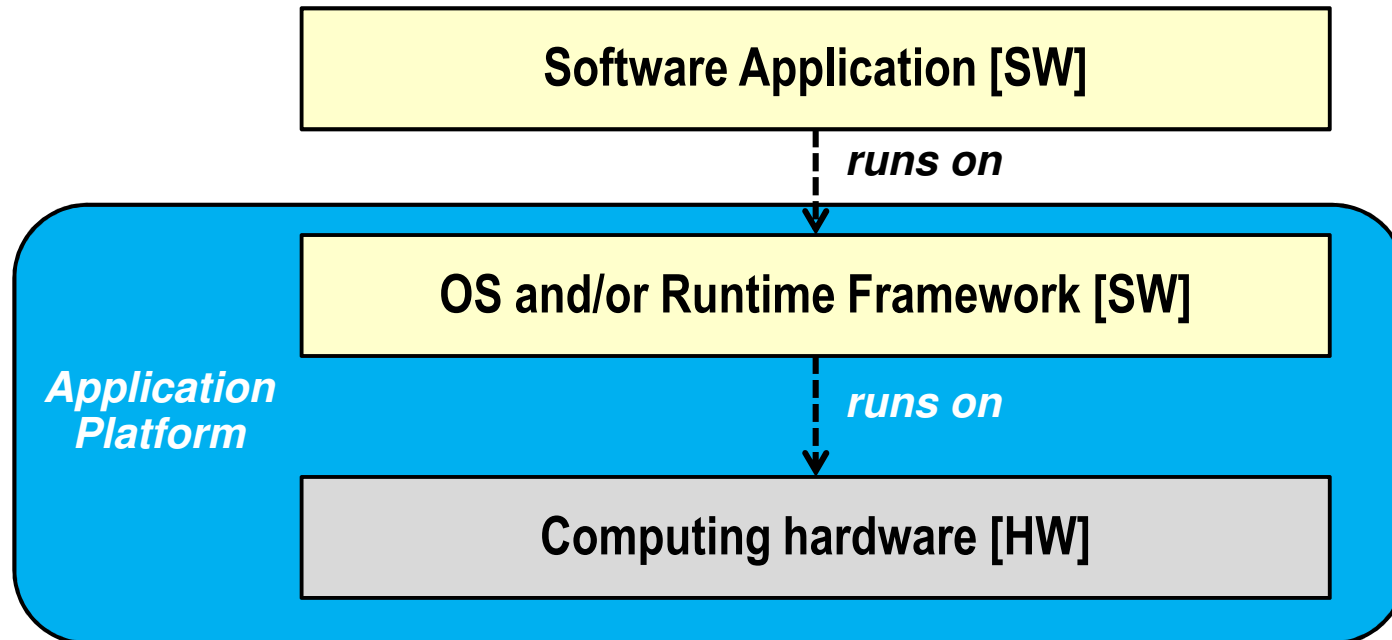 Software Application [SW]
runs on
OS and/or Runtime Framework [SW]
Application
Platform
runs on
Computing hardware [HW]